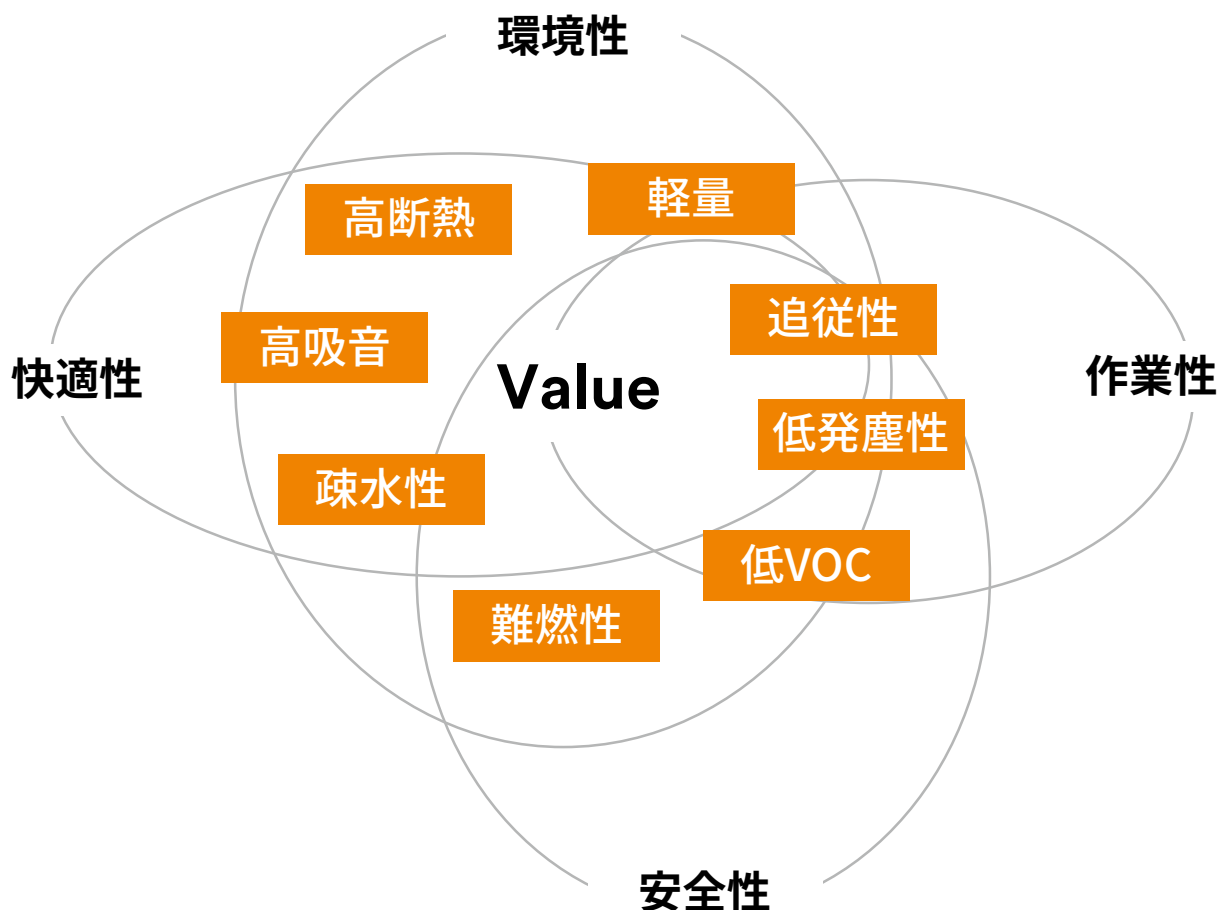 環境性
高断熱
軽量
追従性
高吸音
快適性
Value
作業性
低発塵性
疎水性
低VOC
難燃性
安全性